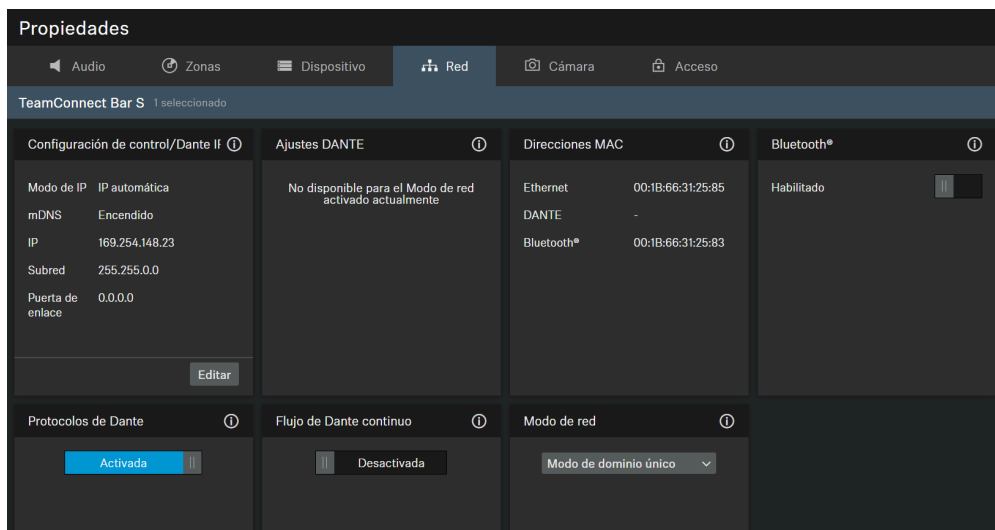 Propiedades
Audio
Zonas
Dispositivo
Red
Cámara
Acceso
TeamConnect Bar S 1 seleccionado
Configuración de control/Dante IF
Ajustes DANTE
Direcciones MAC
Bluetooth®
Modo de IP IP automática
mDNS Encendido
IP 169.254.148.23
Subred 255.255.0.0
Puerta de 0.0.0.0
enlace
Editar
No disponible para el Modo de red
activado actualmente
Ethernet 00:1B:66:31:25:85
DANTE -
Bluetooth® 00:1B:66:31:25:83
Habilitado
Protocolos de Dante
Activada
Flujo de Dante continuo
Desactivada
Modo de red
Modo de dominio único